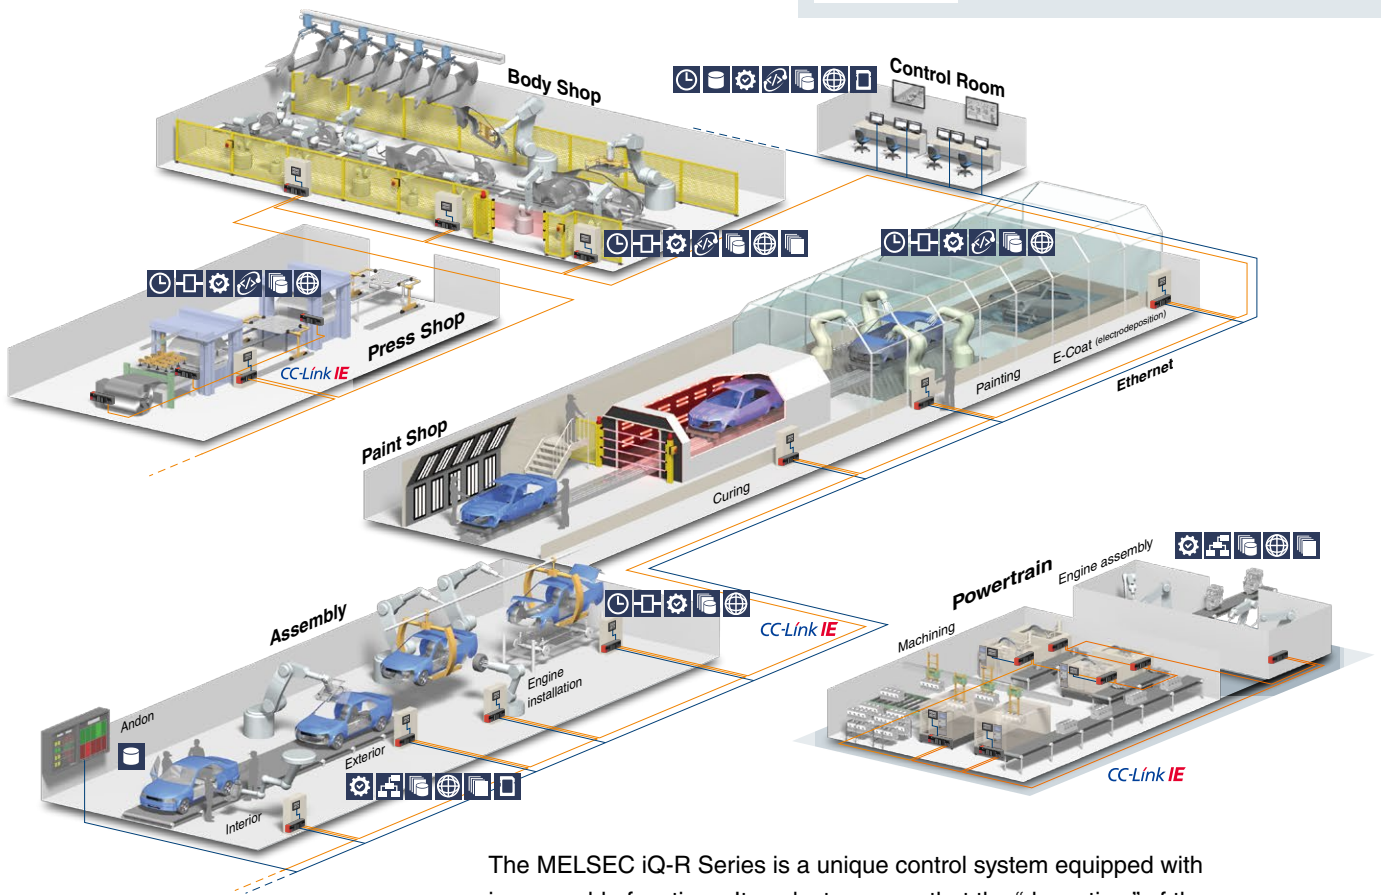 Body Shop
Control Room
Press Shop
CC-Link IE
E-Coat (electrodeposition)
Painting
Ethernet
Paint Shop
Curing
Engine assembly
Powertrain
Machining
Assembly
CC-Link IE
Engine
installation
Andon
Exterior
Interior
CC-Link IE
The MELSEC iQ-R Series is a unique control system equipped with